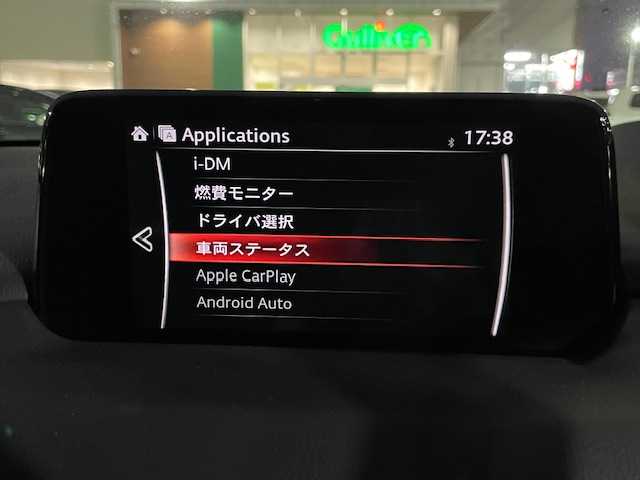 Gulliver
Applications
17:38
i-DM
燃費モニター
ドライバ選択
車両ステータス
Apple CarPlay
Android Auto